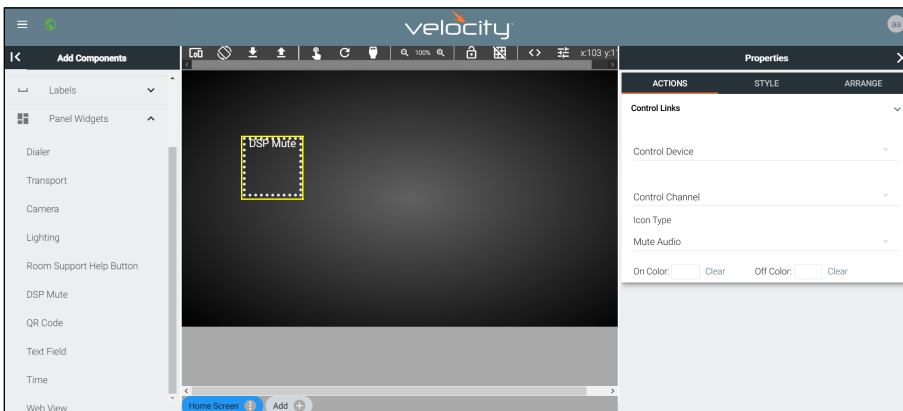 velocity
aa
Add Components
100%
x:103 y:1
Properties
Labels
Panel Widgets
Dialer
Transport
Camera
Lighting
Room Support Help Button
DSP Mute
QR Code
Text Field
Time
Web View
DSP Mute
Home Screen
Add
ACTIONS STYLE ARRANGE
Control Links
Control Device
Control Channel
Icon Type
Mute Audio
On Color: Clear Off Color: Clear